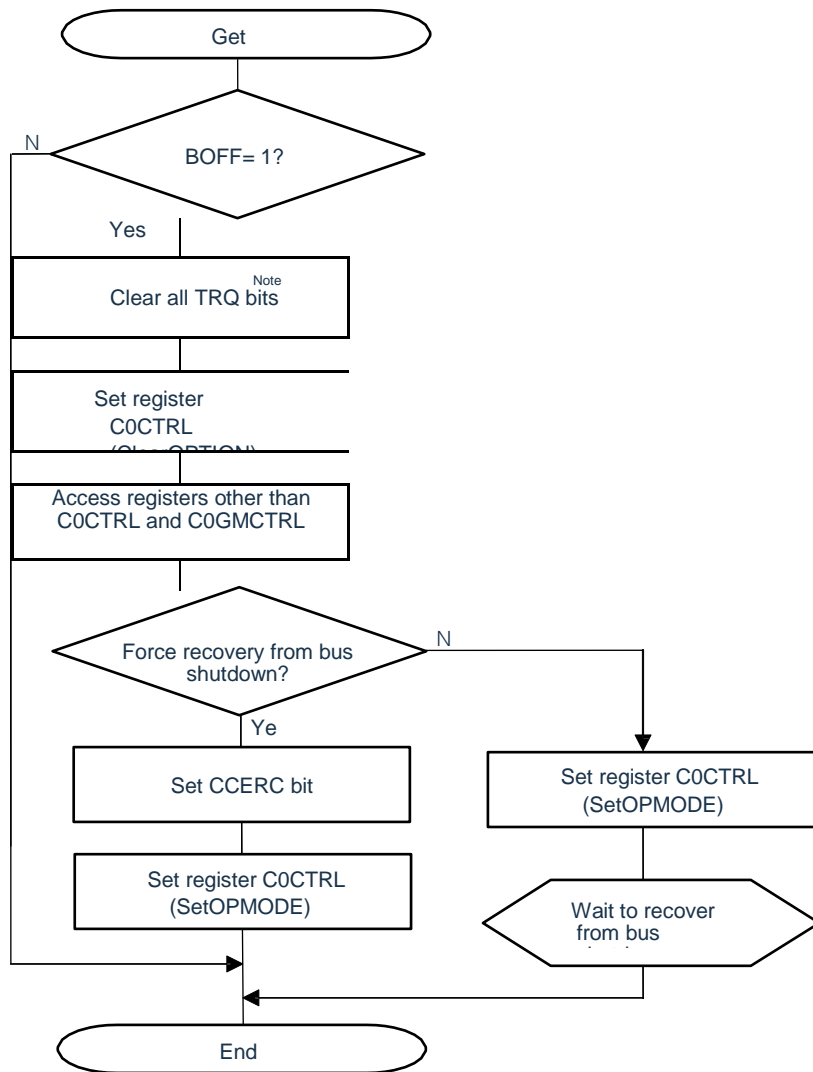 Get
N
BOFF= 1?
Yes
Note
Clear all TRQ bits
Set register
C0CTRL
Access registers other than
C0CTRL and C0GMCTRL
Force recovery from bus
shutdown?
N
Ye
Set CCERC bit
Set register C0CTRL
(SetOPMODE)
Set register C0CTRL
(SetOPMODE)
Wait to recover
from bus
End